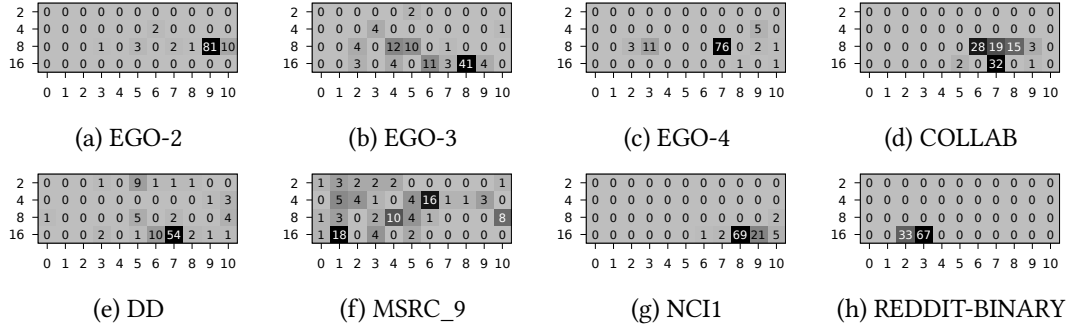 2 0 0 0 0 0 0 0 0 0 0 0
4 0 0 0 0 0 0 2 0 0 0 0
8 0 0 0 1 0 3 0 2 1 81 10
16 0 0 0 0 0 0 0 0 0 0 0
0 1 2 3 4 5 6 7 8 9 10
(a) EGO-2
2 0 0 0 0 0 2 0 0 0 0 0
4 0 0 0 4 0 0 0 0 0 0 1
8 0 0 4 0 12 10 0 1 0 0 0
16 0 0 3 0 4 0 11 3 41 4 0
0 1 2 3 4 5 6 7 8 9 10
(b) EGO-3
2 0 0 0 0 0 0 0 0 0 0 0
4 0 0 0 0 0 0 0 0 0 5 0
8 0 0 3 11 0 0 0 76 0 2 1
16 0 0 0 0 0 0 0 0 1 0 1
0 1 2 3 4 5 6 7 8 9 10
(c) EGO-4
2 0 0 0 0 0 0 0 0 0 0 0
4 0 0 0 0 0 0 0 0 0 0 0
8 0 0 0 0 0 0 28 19 15 3 0
16 0 0 0 0 0 2 0 32 0 1 0
0 1 2 3 4 5 6 7 8 9 10
(d) COLLAB
2 0 0 0 1 0 9 1 1 1 0 0
4 0 0 0 0 0 0 0 0 0 1 3
8 1 0 0 0 0 5 0 2 0 0 4
16 0 0 0 2 0 1 10 54 2 1 1
0 1 2 3 4 5 6 7 8 9 10
(e) DD
2 1 3 2 2 2 0 0 0 0 0 1
4 0 5 4 1 0 4 16 1 1 3 0
8 1 3 0 2 10 4 1 0 0 0 8
16 1 18 0 4 0 2 0 0 0 0 0
0 1 2 3 4 5 6 7 8 9 10
(f) MSRC_9
2 0 0 0 0 0 0 0 0 0 0 0
4 0 0 0 0 0 0 0 0 0 0 0
8 0 0 0 0 0 0 0 0 0 0 2
16 0 0 0 0 0 0 1 2 69 21 5
0 1 2 3 4 5 6 7 8 9 10
(g) NCI1
2 0 0 0 0 0 0 0 0 0 0 0
4 0 0 0 0 0 0 0 0 0 0 0
8 0 0 0 0 0 0 0 0 0 0 0
16 0 0 33 67 0 0 0 0 0 0 0
0 1 2 3 4 5 6 7 8 9 10
(h) REDDIT-BINARY